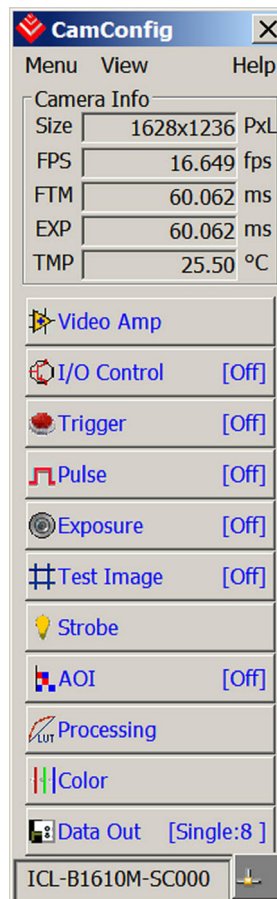 CamConfig
Menu View Help
Camera Info
Size 1628x1236 PxL
FPS 16.649 fps
FTM 60.062 ms
EXP 60.062 ms
TMP 25.50 °C
Video Amp
I/O Control [Off]
Trigger [Off]
Pulse [Off]
Exposure [Off]
Test Image [Off]
Strobe
AOI [Off]
LUT Processing
Color
Data Out [Single:8 ]
ICL-B1610M-SC000